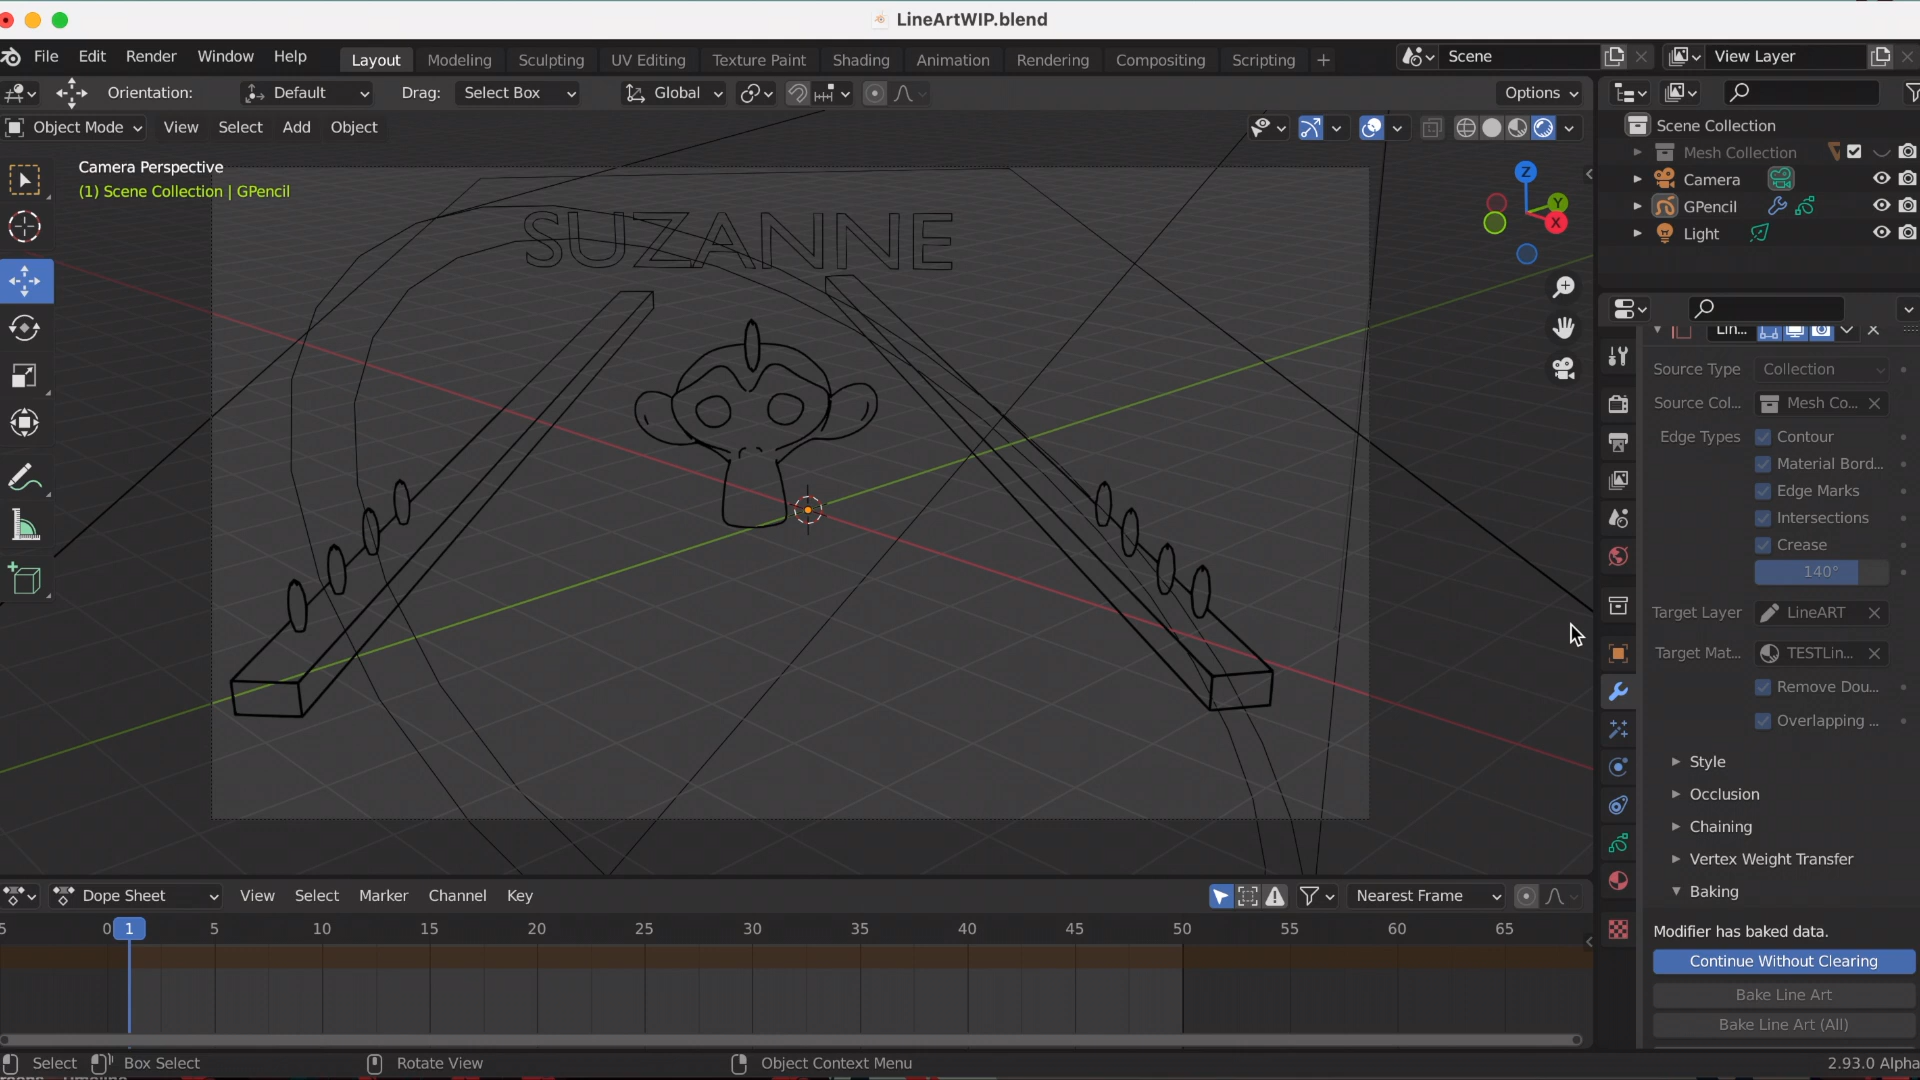 LineArtWIP.blend
File Edit Render Window Help Layout Modeling Sculpting UV Editing Texture Paint Shading Animation Rendering Compositing Scripting + Scene View Layer
Orientation: Default Drag: Select Box Global Options
Object Mode View Select Add Object
Camera Perspective
(1) Scene Collection | GPencil
SUZANNE
Z
Y
X
Scene Collection
Mesh Collection
Camera
GPencil
Light
Lin...
Source Type Collection
Source Col... Mesh Co...
Edge Types Contour
Material Bord...
Edge Marks
Intersections
Crease
140°
Target Layer LineART
Target Mat... TESTLin...
Remove Dou...
Overlapping ...
Style
Occlusion
Chaining
Vertex Weight Transfer
Baking
Modifier has baked data.
Continue Without Clearing
Bake Line Art
Bake Line Art (All)
Dope Sheet View Select Marker Channel Key Nearest Frame
5 0 1 5 10 15 20 25 30 35 40 45 50 55 60 65
Select Box Select Rotate View Object Context Menu 2.93.0 Alpha